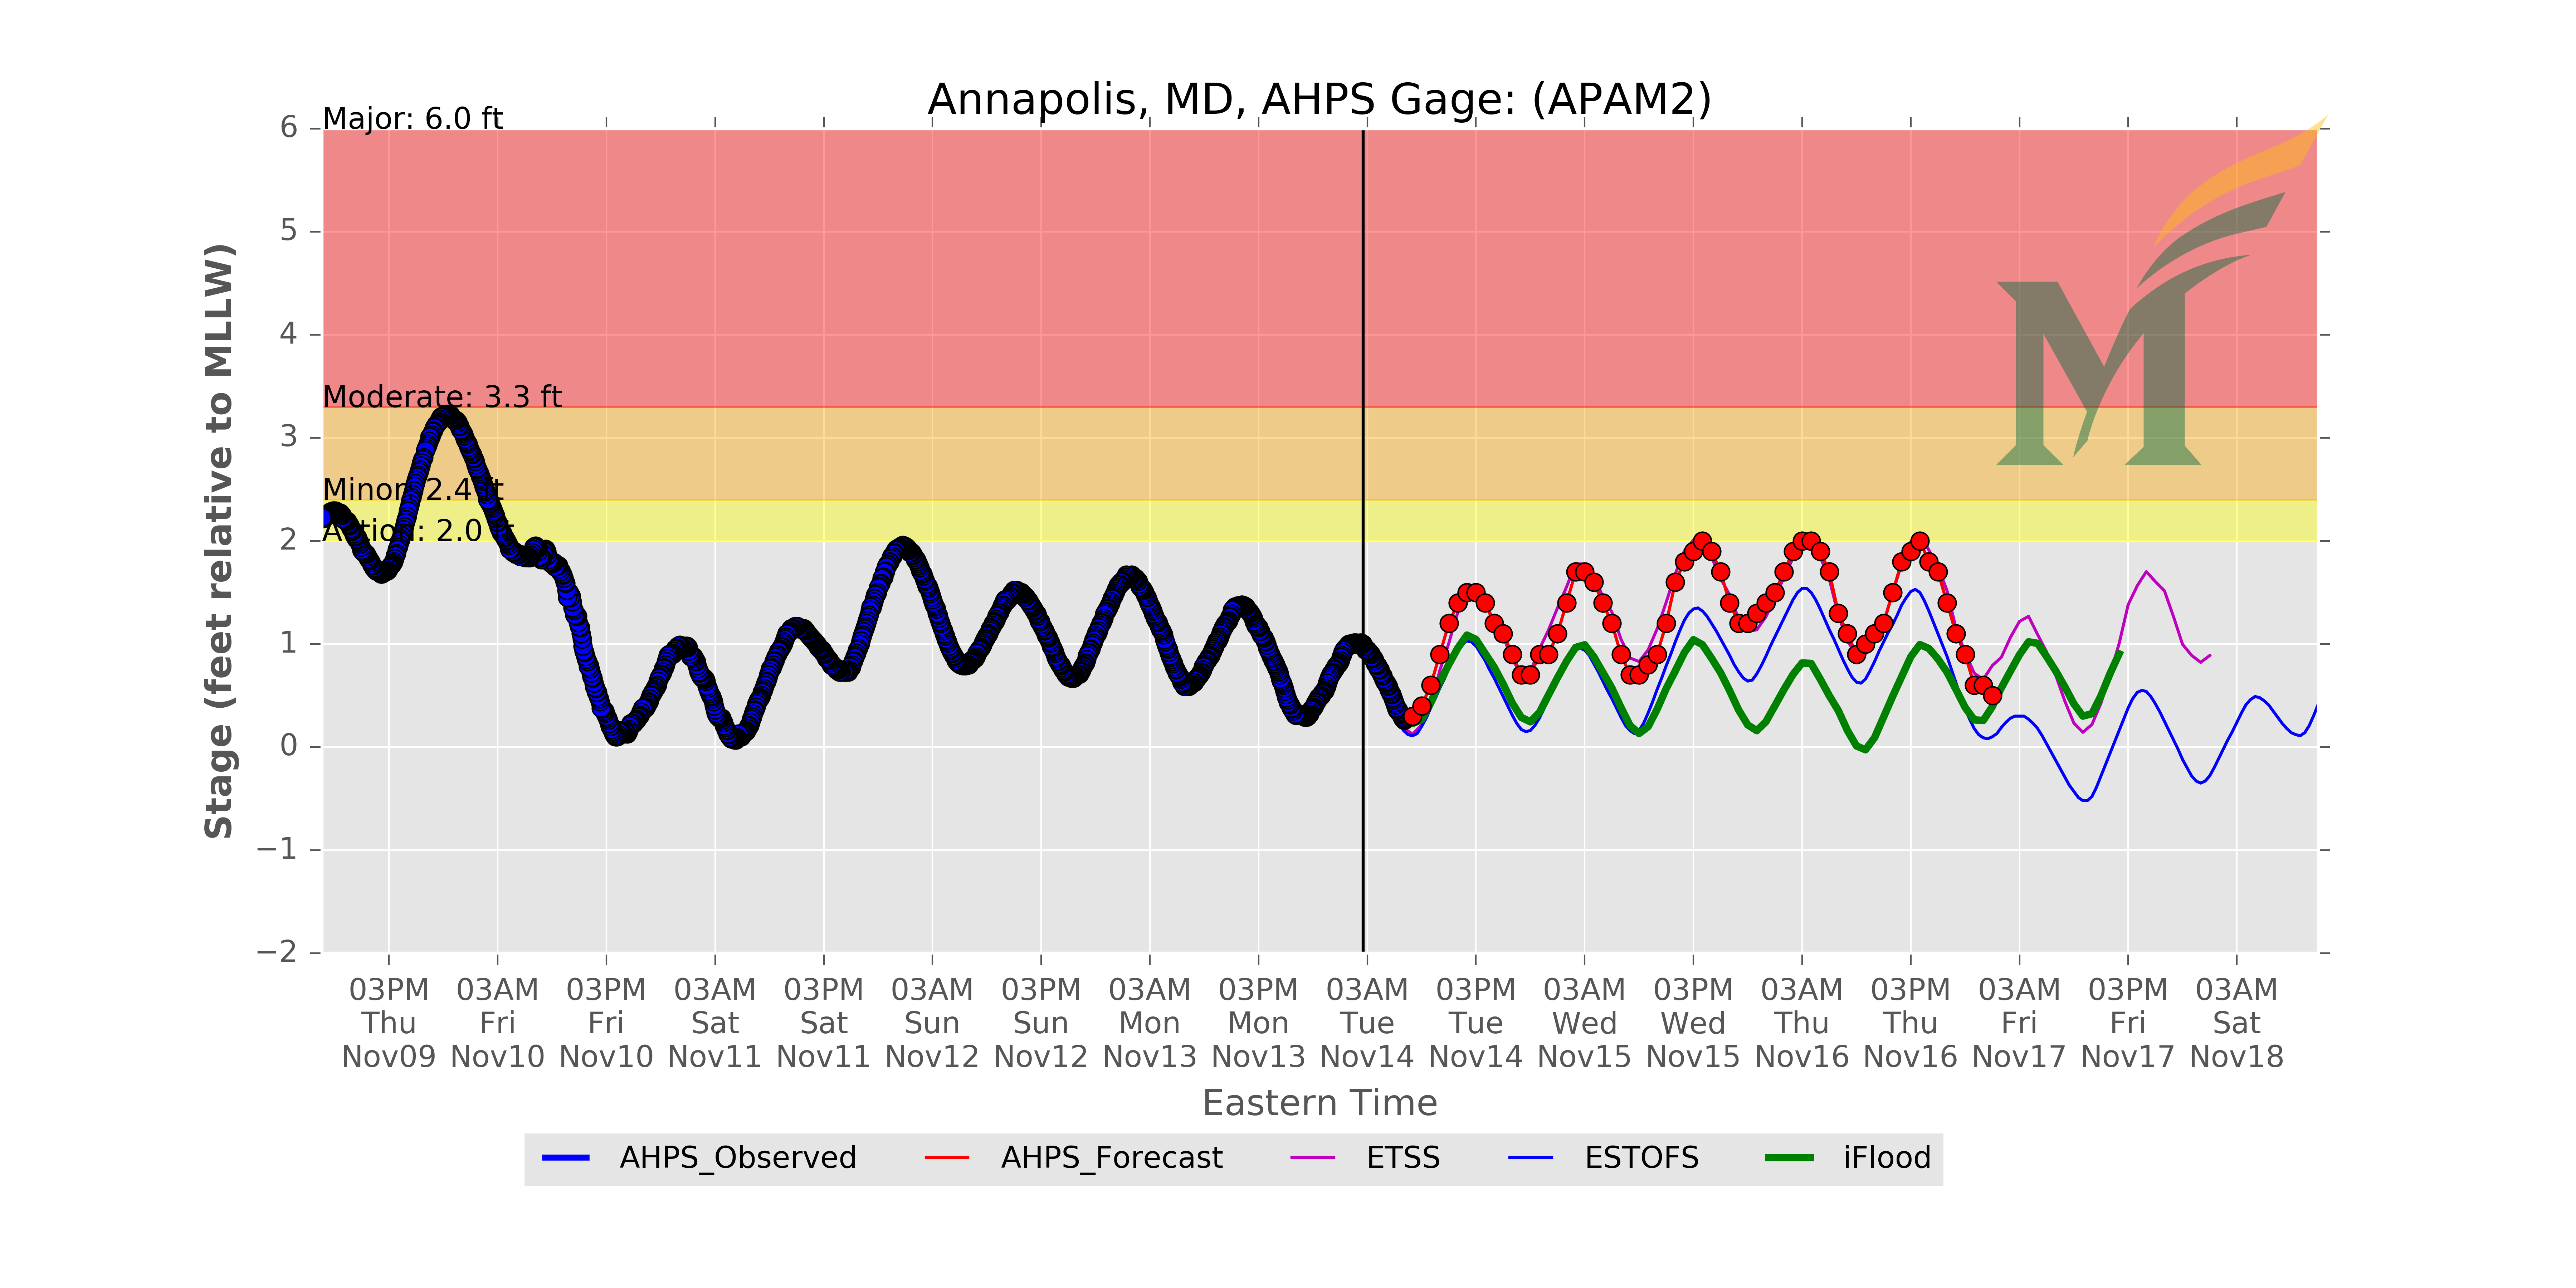 Annapolis, MD, AHPS Gage: (APAM2)
Major: 6.0 ft
Moderate: 3.3 ft
Minor: 2.4 ft
Action: 2.0 ft
Stage (feet relative to MLLW)
6
5
4
3
2
1
0
−1
−2
03PM 03AM 03PM 03AM 03PM 03AM 03PM 03AM 03PM 03AM 03PM 03AM 03PM 03AM 03PM 03AM 03PM 03AM
Thu Fri Fri Sat Sat Sun Sun Mon Mon Tue Tue Wed Wed Thu Thu Fri Fri Sat
Nov09 Nov10 Nov10 Nov11 Nov11 Nov12 Nov12 Nov13 Nov13 Nov14 Nov14 Nov15 Nov15 Nov16 Nov16 Nov17 Nov17 Nov18
Eastern Time
AHPS_Observed AHPS_Forecast ETSS ESTOFS iFlood
M